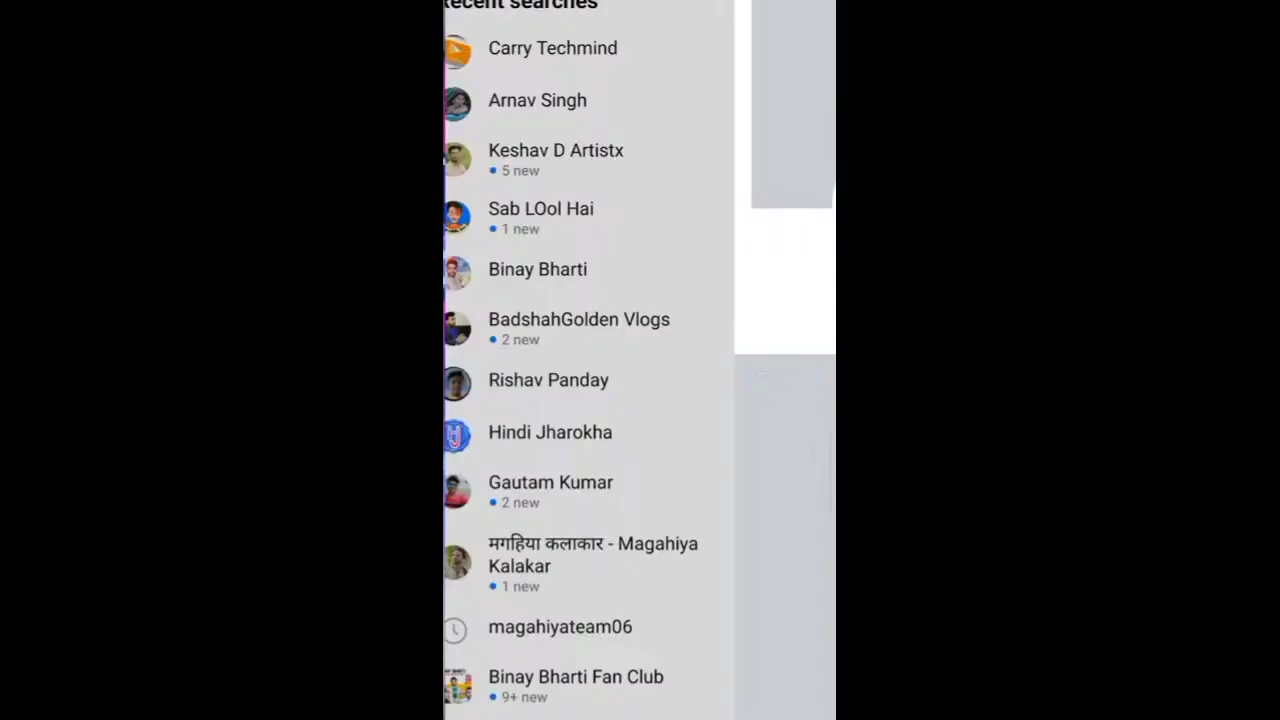 Recent searches
Carry Techmind
Arnav Singh
Keshav D Artistx
5 new
Sab LOol Hai
1 new
Binay Bharti
BadshahGolden Vlogs
2 new
Rishav Panday
Hindi Jharokha
Gautam Kumar
2 new
मगहिया कलाकार - Magahiya
Kalakar
1 new
magahiyateam06
Binay Bharti Fan Club
9+ new